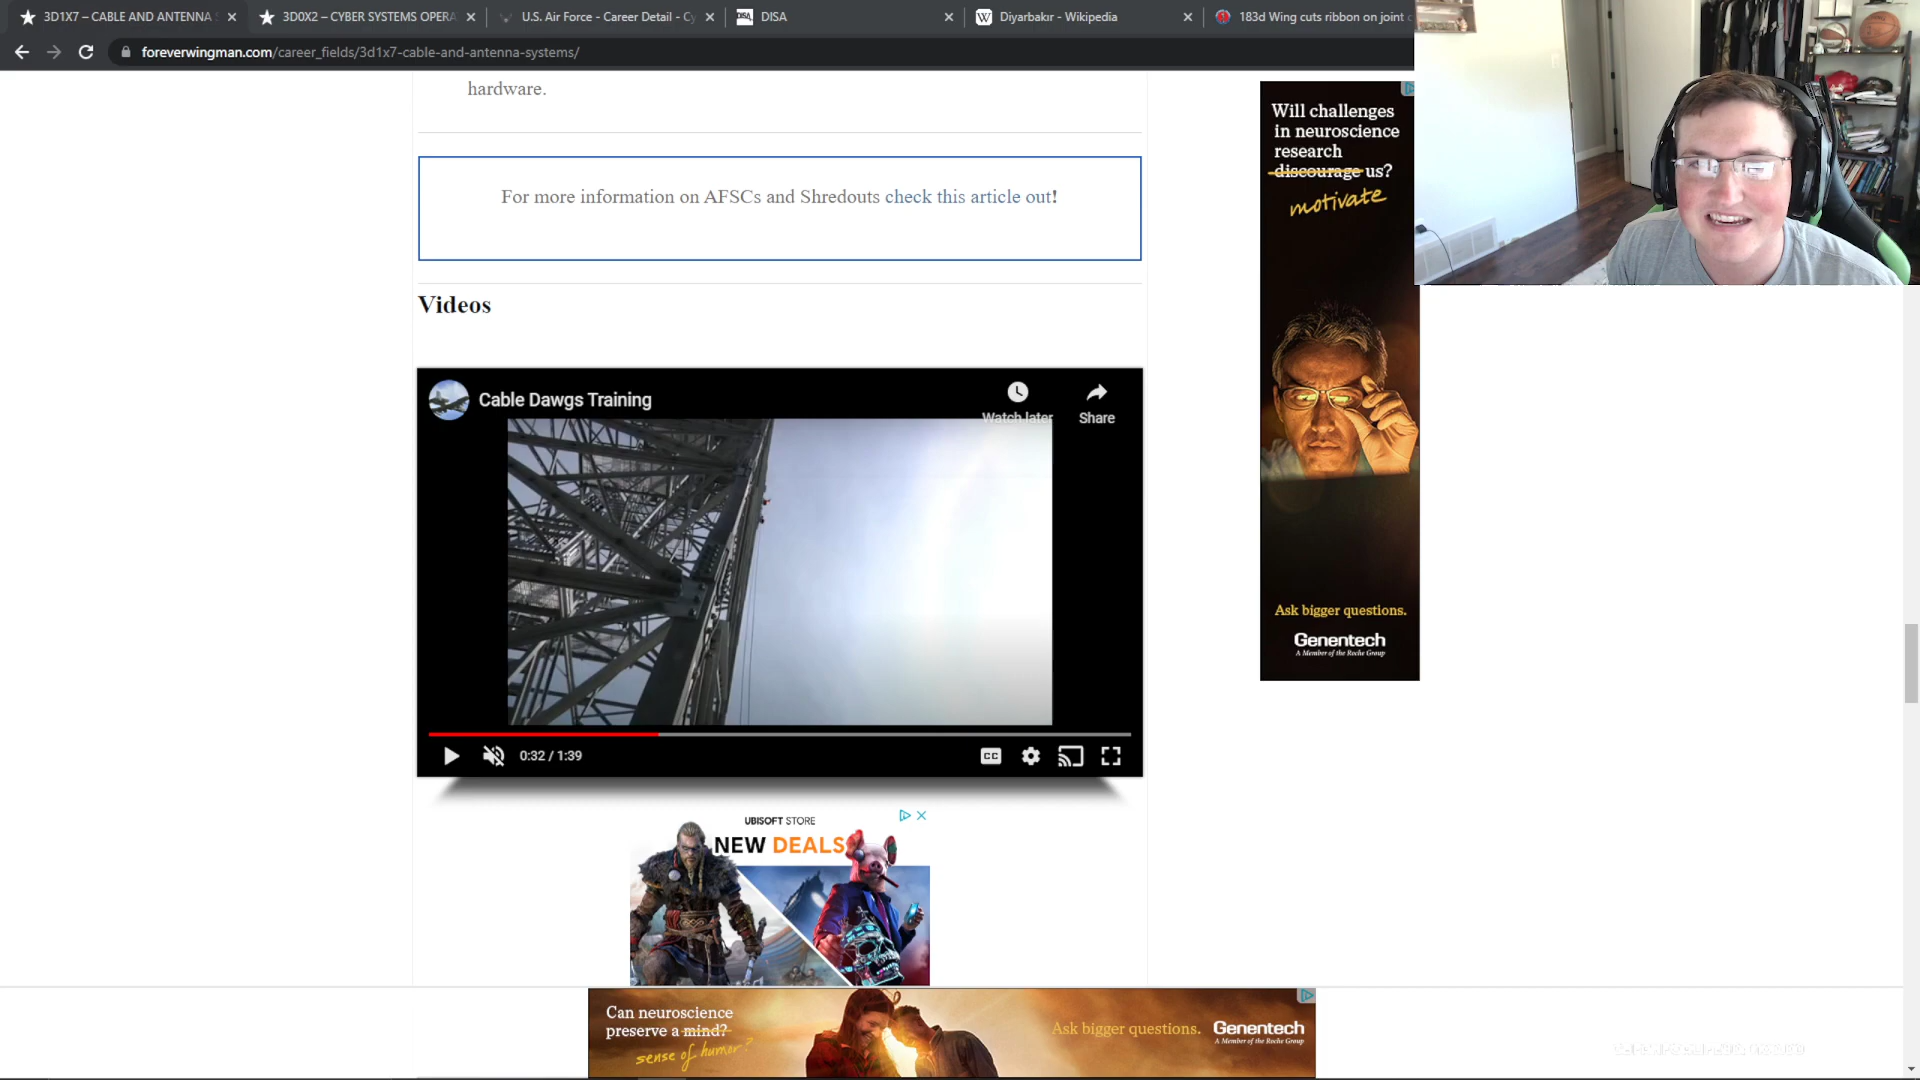 3D1X7 – CABLE AND ANTENNA
3D0X2 – CYBER SYSTEMS OPERA
U.S. Air Force - Career Detail - Cy
DISA
DISA
W
Diyarbakır - Wikipedia
183d Wing cuts ribbon on joint c
foreverwingman.com/career_fields/3d1x7-cable-and-antenna-systems/
hardware.
For more information on AFSCs and Shredouts check this article out!
Videos
Cable Dawgs Training
Watch later
Share
0:32 / 1:39
CC
Will challenges
in neuroscience
research
discourage us?
motivate
Ask bigger questions.
Genentech
A Member of the Roche Group
UBISOFT STORE
NEW DEALS
Can neuroscience
preserve a mind?
sense of humor?
Ask bigger questions.
Genentech
A Member of the Roche Group